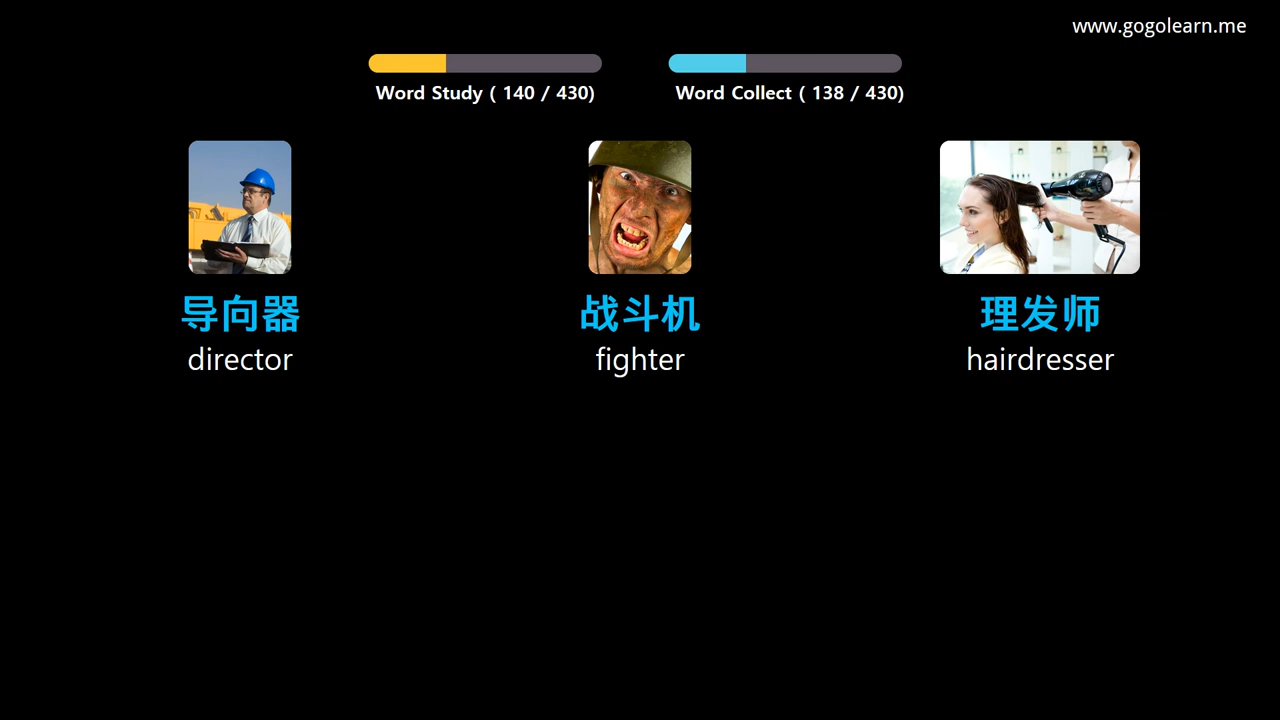 www.gogolearn.me
Word Study ( 140 / 430)
Word Collect ( 138 / 430)
导向器
director
战斗机
fighter
理发师
hairdresser